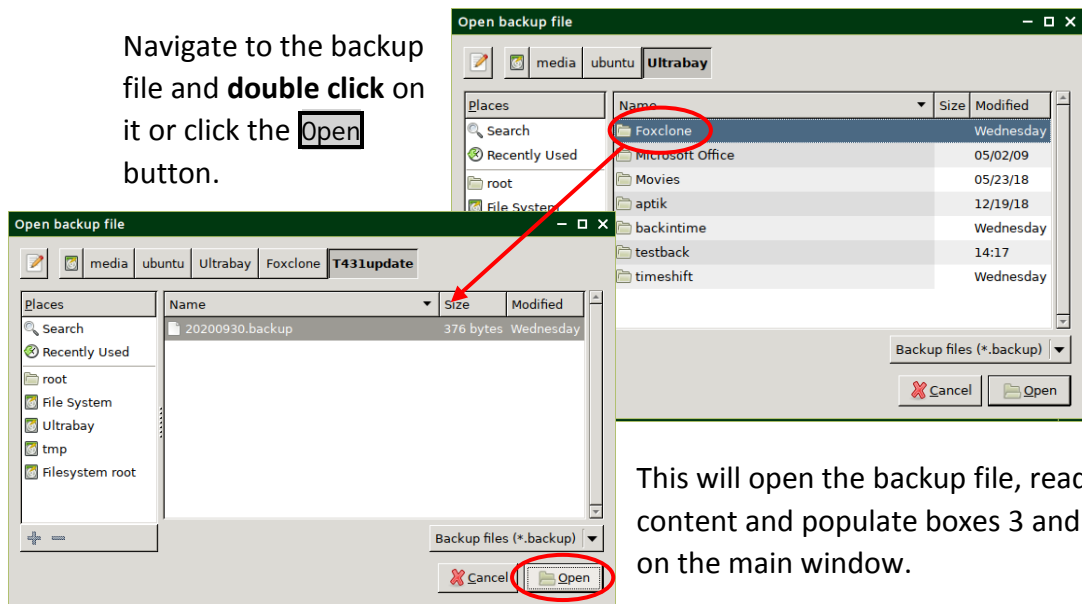 Navigate to the backup
file and double click on
it or click the Open
button.
Open backup file
media ubuntu Ultrabay
Places
Search
Recently Used
root
File System
Name Size Modified
Foxclone Wednesday
Microsoft Office 05/02/09
Movies 05/23/18
aptik 12/19/18
backintime Wednesday
testback 14:17
timeshift Wednesday
Backup files (*.backup)
Cancel Open
Open backup file
media ubuntu Ultrabay Foxclone T431update
Places
Search
Recently Used
root
File System
Ultrabay
tmp
Filesystem root
Name Size Modified
20200930.backup 376 bytes Wednesday
Backup files (*.backup)
Cancel Open
This will open the backup file, read
content and populate boxes 3 and
on the main window.